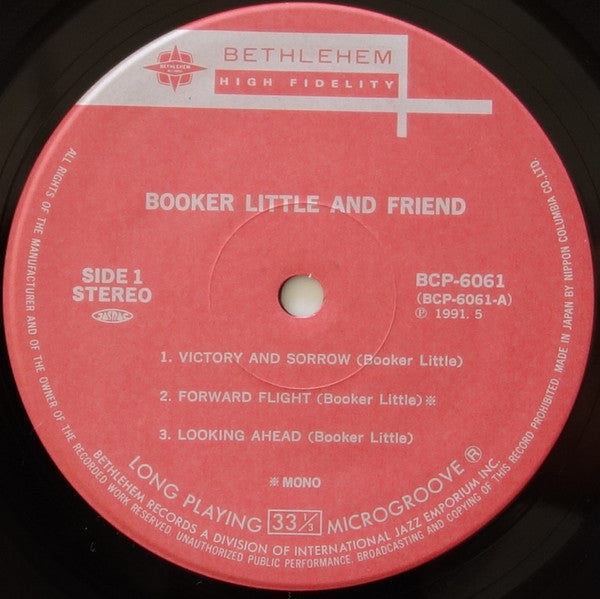 BETHLEHEM
BETHLEHEM
HIGH FIDELITY
BOOKER LITTLE AND FRIEND
SIDE 1
STEREO
JASRAC
BCP-6061
(BCP-6061-A)
Ⓟ 1991. 5
1. VICTORY AND SORROW (Booker Little)
2. FORWARD FLIGHT (Booker Little)※
3. LOOKING AHEAD (Booker Little)
※ MONO
LONG PLAYING 33 1/3 MICROGROOVE®
BETHLEHEM RECORDS A DIVISION OF INTERNATIONAL JAZZ EMPORIUM INC.
ALL RIGHTS OF THE MANUFACTURER AND OF THE OWNER OF THE RECORDED WORK RESERVED. UNAUTHORIZED PUBLIC PERFORMANCE, BROADCASTING AND COPYING OF THIS RECORD PROHIBITED. MADE IN JAPAN BY NIPPON COLUMBIA CO., LTD.